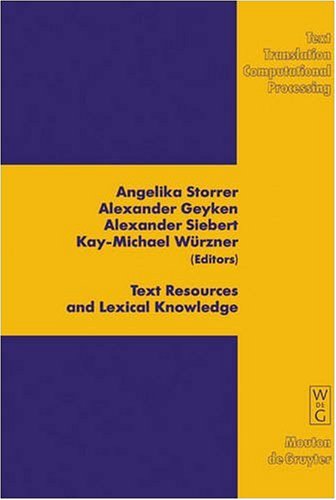 Text
Translation
Computational
Processing
Angelika Storrer
Alexander Geyken
Alexander Siebert
Kay-Michael Würzner
(Editors)
Text Resources
and Lexical Knowledge
W
DE
G
Mouton
de Gruyter